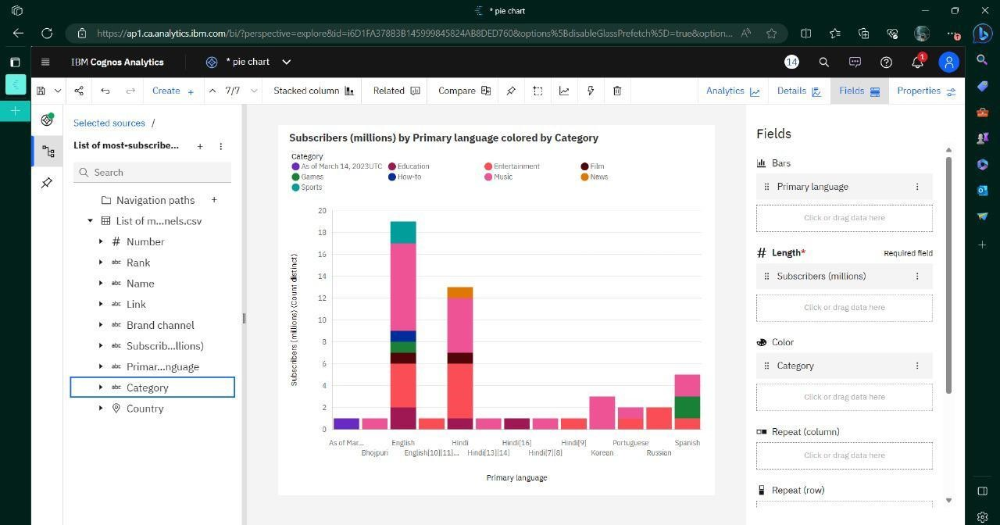 * pie chart
https://ap1.ca.analytics.ibm.com/bi/?perspective=explore&id=i6D1FA378B3B145999845824AB8DED760&options%5BdisableGlassPrefetch%5D=true&option...
IBM Cognos Analytics
* pie chart
14
1
Create
7/7
Stacked column
Related
Compare
Analytics
Details
Fields
Properties
Selected sources /
List of most-subscribe...
Search
Navigation paths
List of m...nels.csv
# Number
abc Rank
abc Name
abc Link
abc Brand channel
abc Subscrib...llions)
abc Primar...nguage
abc Category
Country
Subscribers (millions) by Primary language colored by Category
Category
As of March 14, 2023UTC Education Entertainment Film
Games How-to Music News
Sports
Subscribers (millions) (Count distinct)
20
18
16
14
12
10
8
6
4
2
0
As of Mar... English Hindi Hindi[16] Hindi[9] Portuguese Spanish
Bhojpuri English[10][11]... Hindi[13][14] Hindi[7][8] Korean Russian
Primary language
Fields
Bars
Primary language
Click or drag data here
# Length* Required field
Subscribers (millions)
Click or drag data here
Color
Category
Click or drag data here
Repeat (column)
Click or drag data here
Repeat (row)